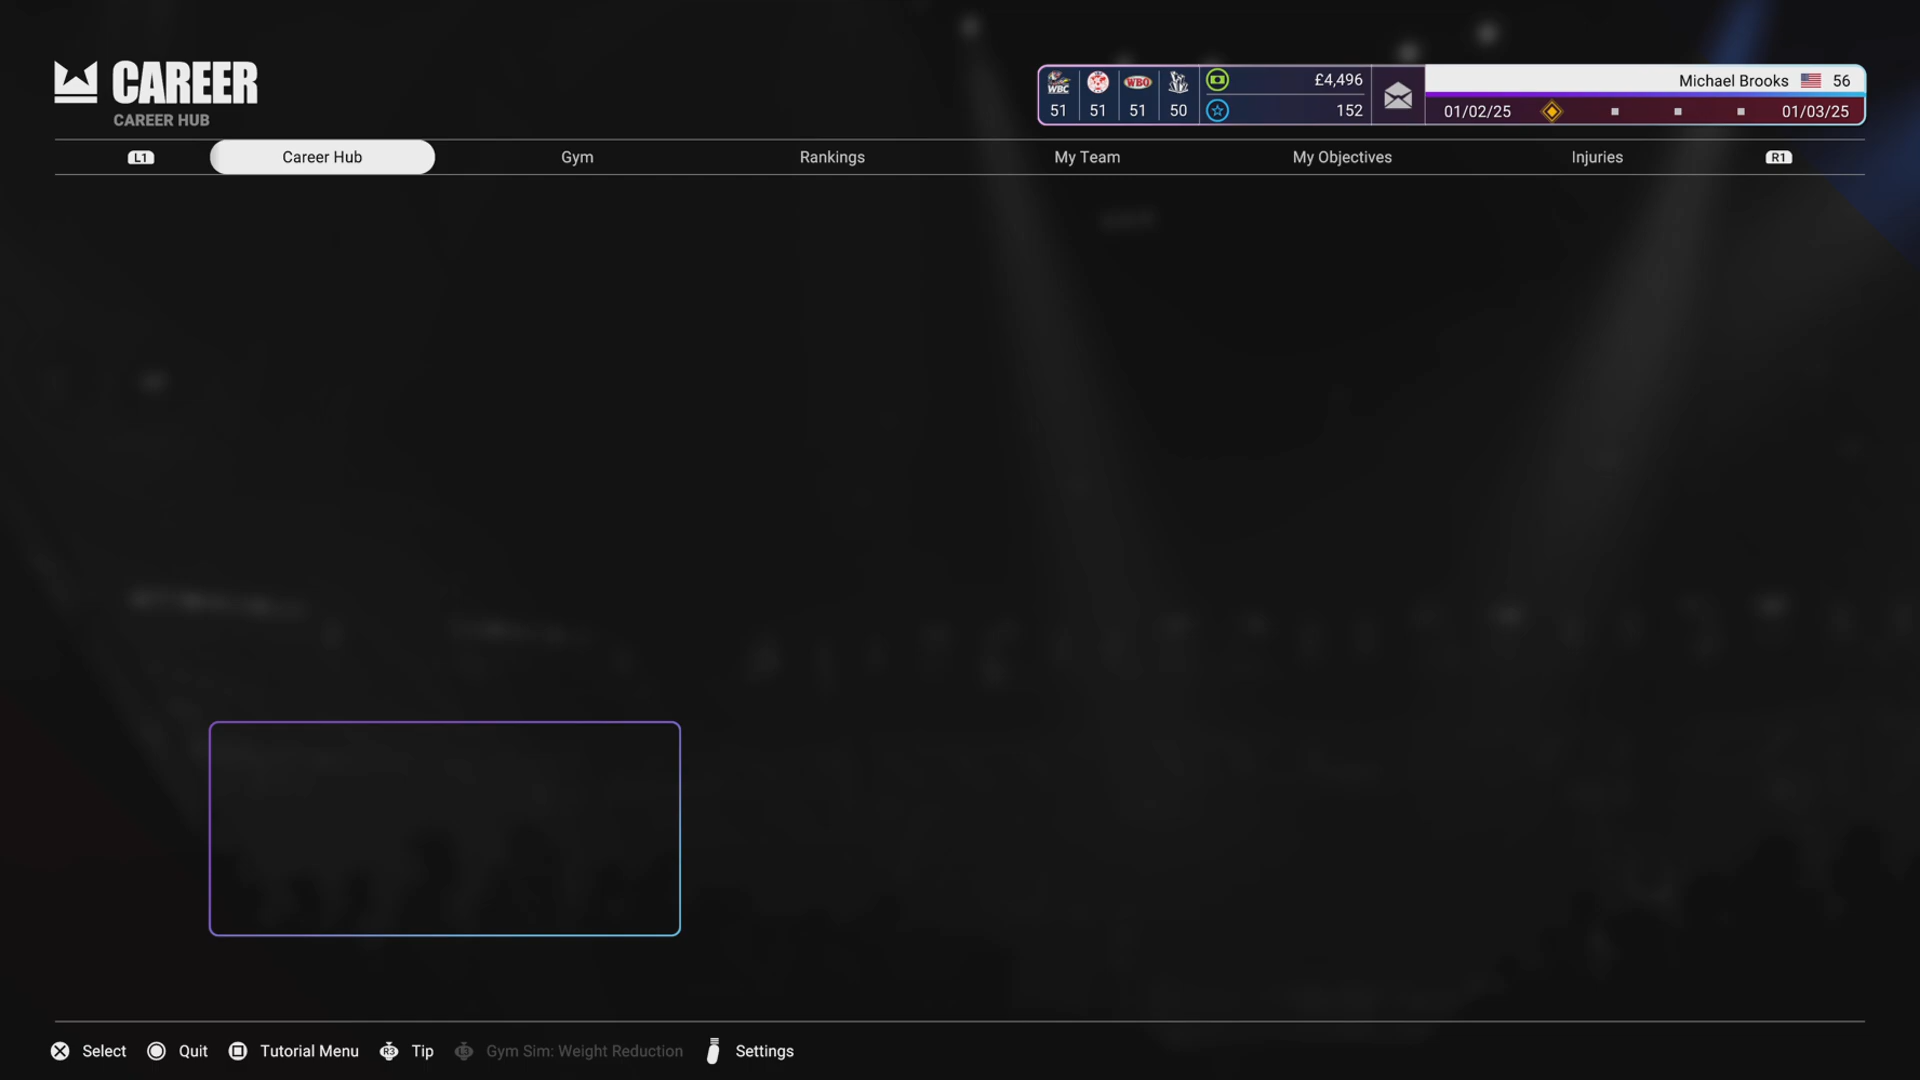 CAREER
CAREER HUB
WBC
WBO
51
51
51
50
£4,496
152
Michael Brooks
56
01/02/25
01/03/25
L1
Career Hub
Gym
Rankings
My Team
My Objectives
Injuries
R1
Select
Quit
Tutorial Menu
R3
Tip
Gym Sim: Weight Reduction
Settings